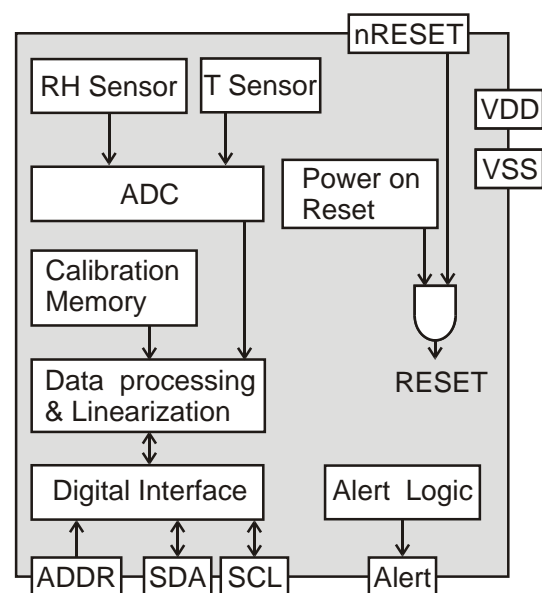 nRESET
RH Sensor
T Sensor
VDD
VSS
ADC
Power on
Reset
Calibration
Memory
Data processing
& Linearization
RESET
Digital Interface
Alert Logic
ADDR
SDA
SCL
Alert